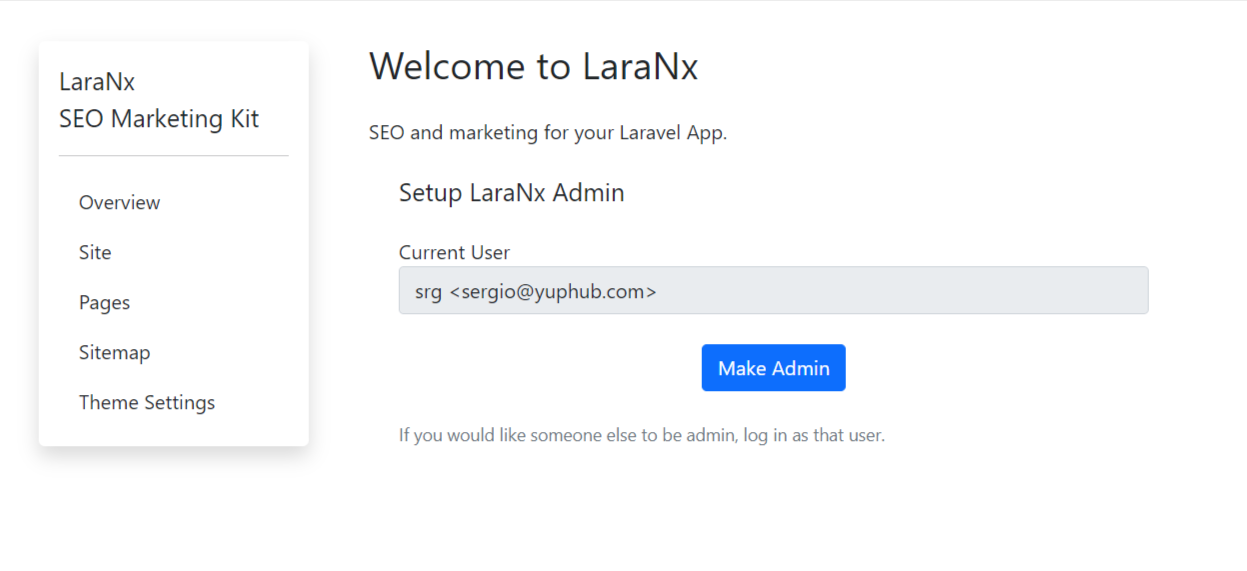 LaraNx
SEO Marketing Kit
Overview
Site
Pages
Sitemap
Theme Settings
Welcome to LaraNx
SEO and marketing for your Laravel App.
Setup LaraNx Admin
Current User
srg <sergio@yuphub.com>
Make Admin
If you would like someone else to be admin, log in as that user.